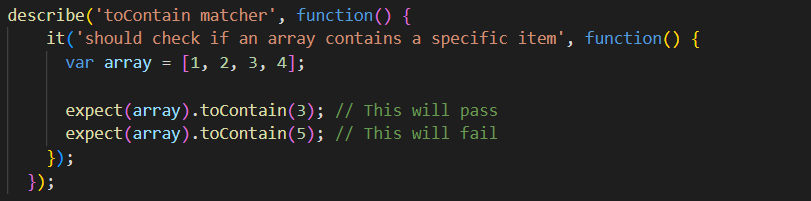 describe('toContain matcher', function() {
it('should check if an array contains a specific item', function() {
var array = [1, 2, 3, 4];
expect(array).toContain(3); // This will pass
expect(array).toContain(5); // This will fail
});
});